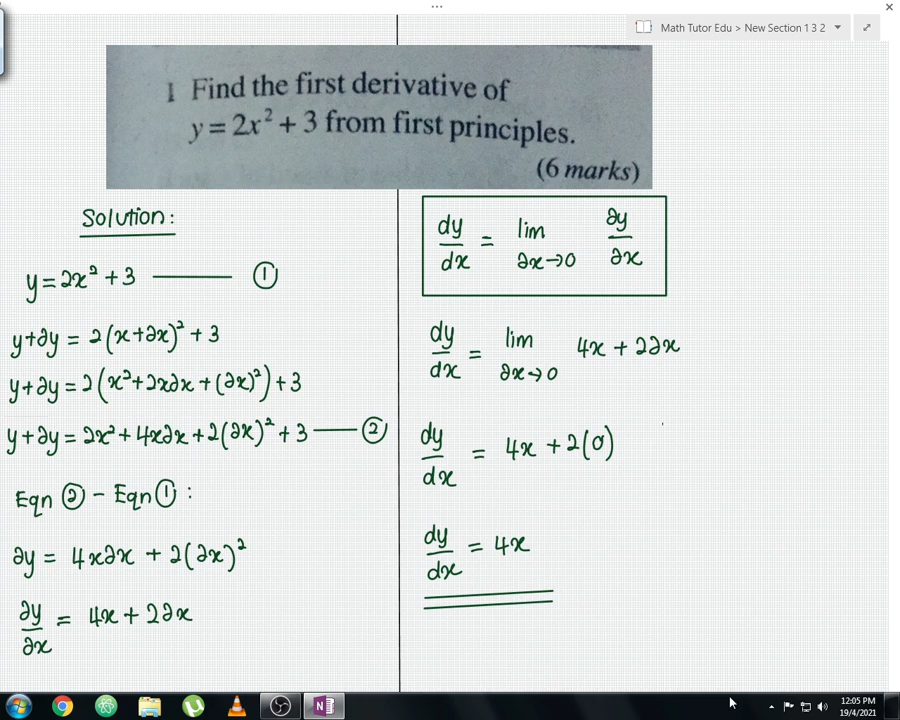 Math Tutor Edu > New Section 1 3 2
1 Find the first derivative of
y = 2x² + 3 from first principles.
(6 marks)
Solution:
y = 2x² + 3 ——— ①
y+∂y = 2(x+∂x)² + 3
y+∂y = 2(x²+2x∂x+(∂x)²)+3
y+∂y = 2x²+4x∂x+2(∂x)²+3 —— ②
Eqn ② - Eqn ① :
∂y = 4x∂x + 2(∂x)²
∂y/∂x = 4x + 2∂x
dy/dx = lim ∂x→0 ∂y/∂x
dy/dx = lim ∂x→0 4x + 2∂x
dy/dx = 4x + 2(0)
dy/dx = 4x
12:05 PM
19/4/2021